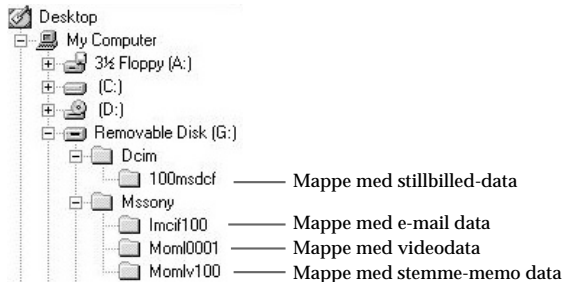 Desktop
My Computer
3½ Floppy (A:)
(C:)
(D:)
Removable Disk (G:)
Dcim
100msdcf Mappe med stillbilled-data
Mssony
Imcif100 Mappe med e-mail data
Moml0001 Mappe med videodata
Momlv100 Mappe med stemme-memo data